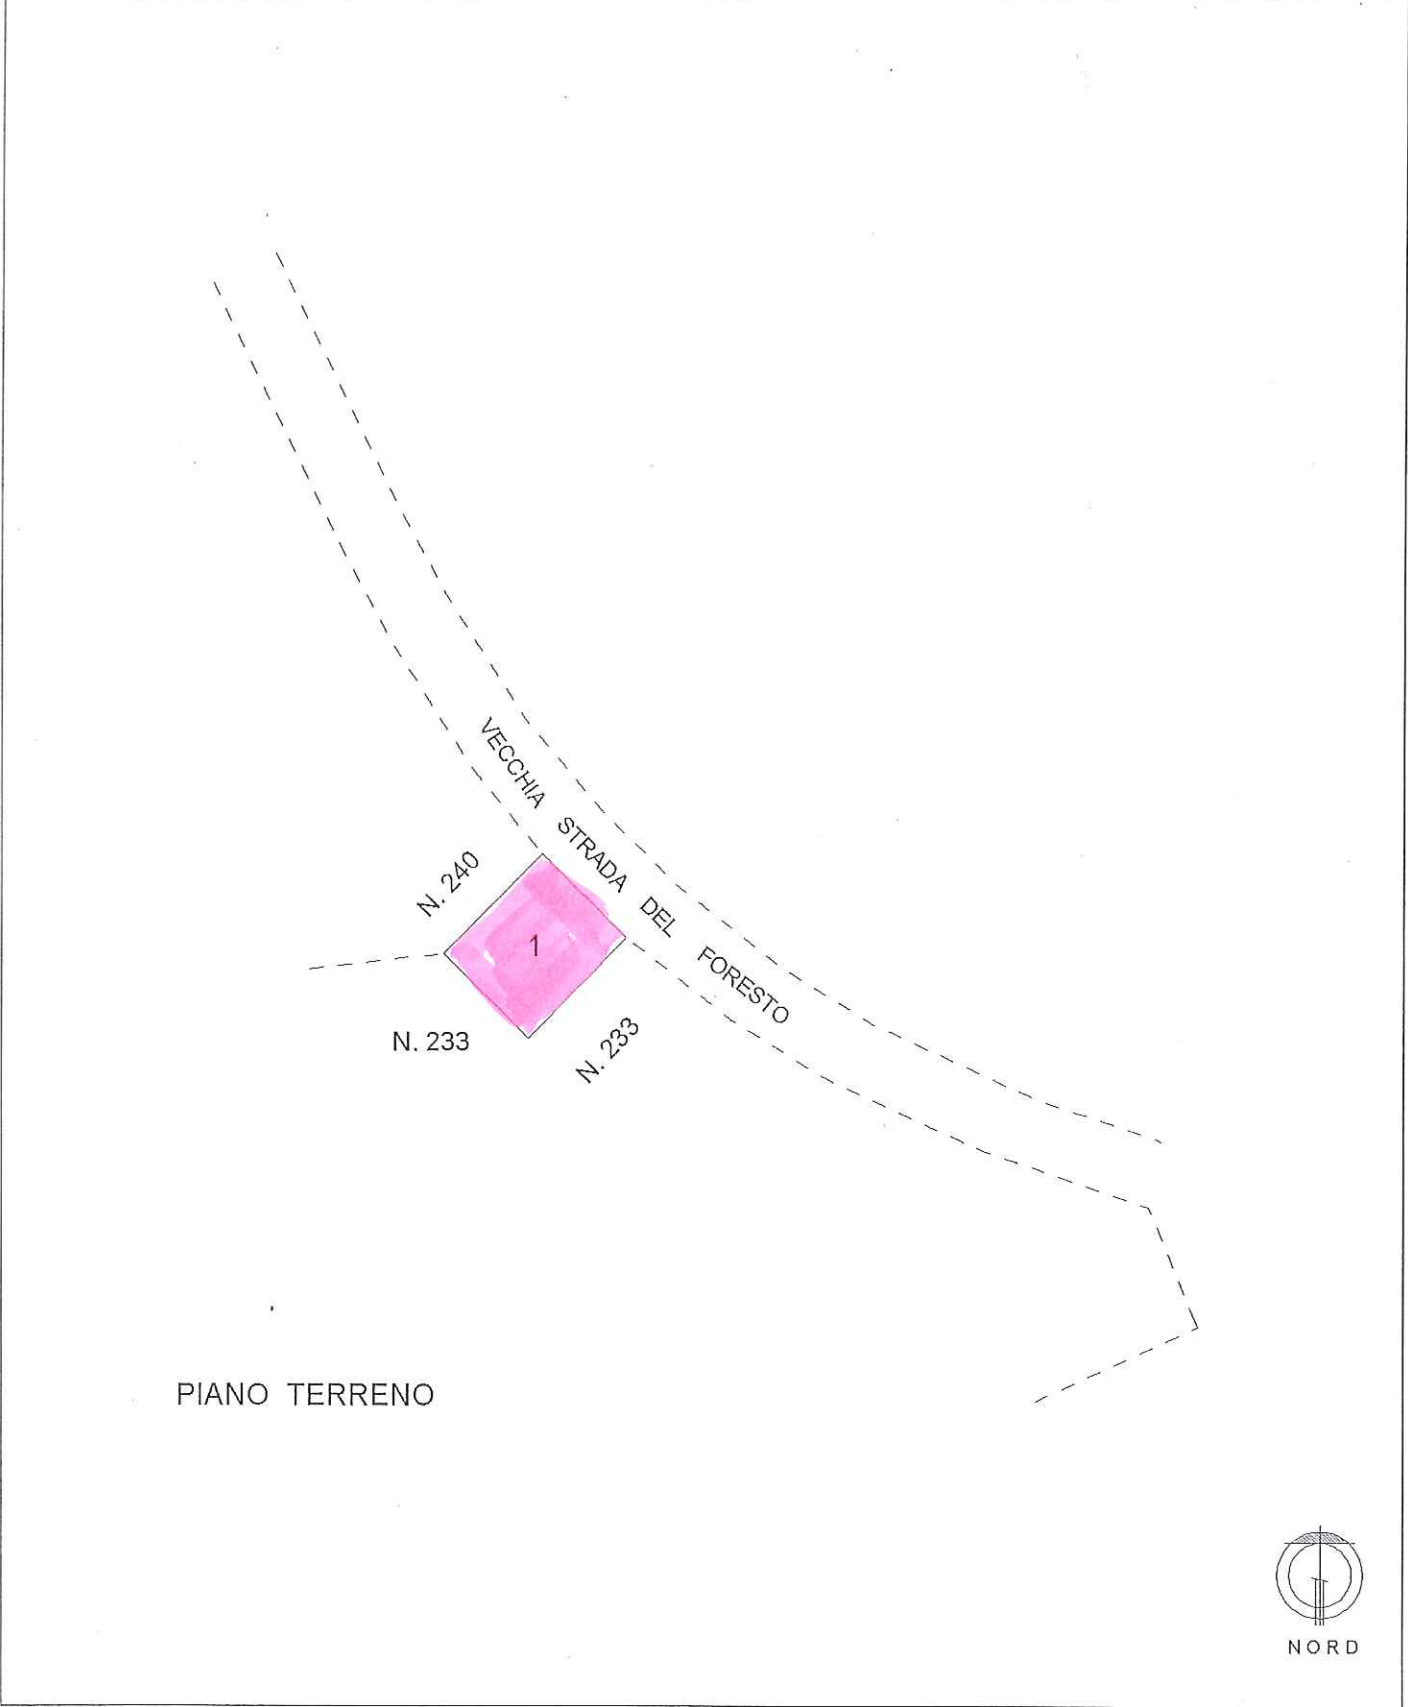 VECCHIA STRADA DEL FORESTO
N. 240
1
N. 233
N. 233
PIANO TERRENO
NORD